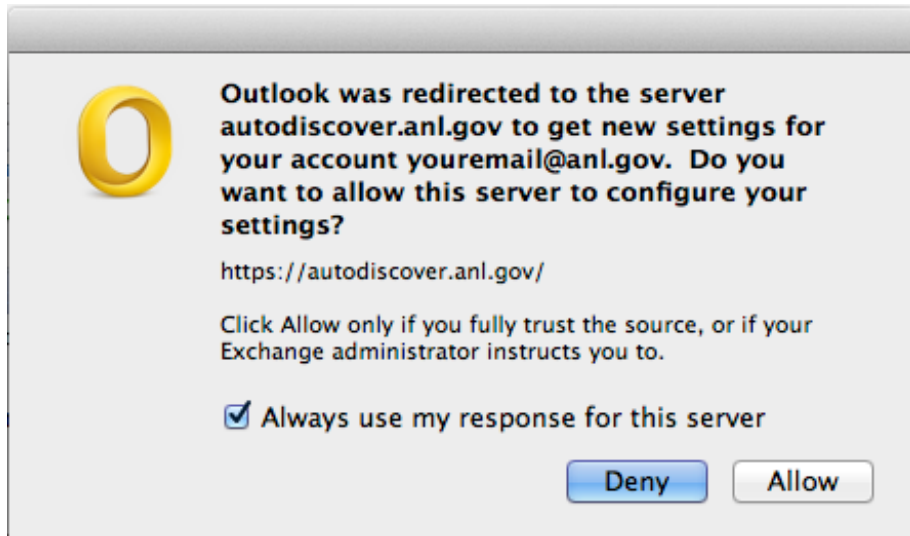 Outlook was redirected to the server
autodiscover.anl.gov to get new settings for
your account youremail@anl.gov.  Do you
want to allow this server to configure your
settings?
https://autodiscover.anl.gov/
Click Allow only if you fully trust the source, or if your
Exchange administrator instructs you to.
Always use my response for this server
Deny Allow